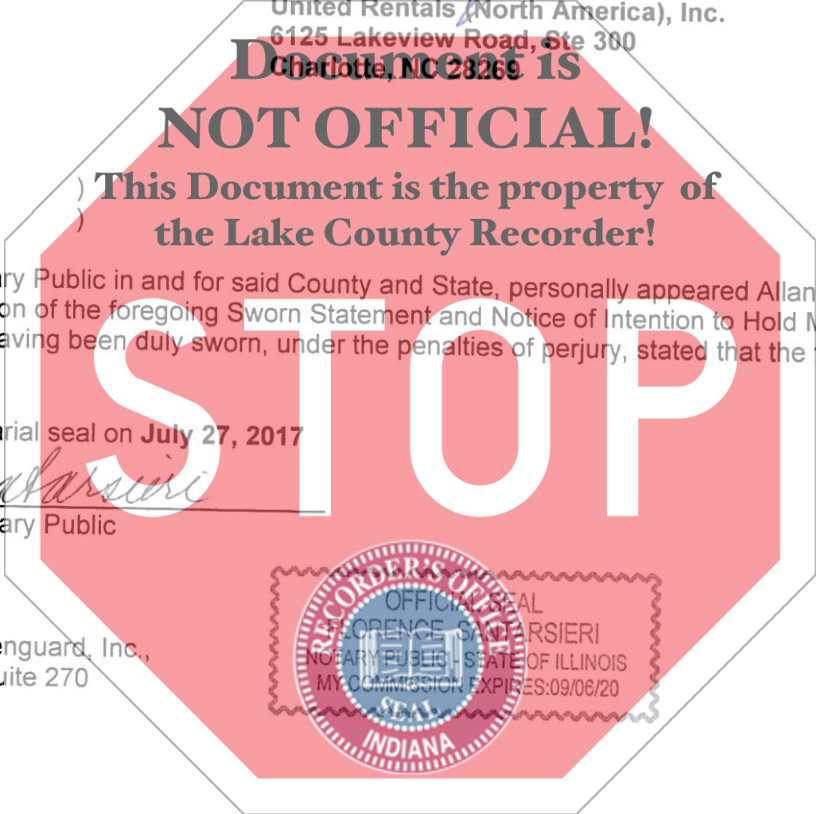 United Rentals (North America), Inc.
6125 Lakeview Road, Ste 300
Charlotte, NC 28269
Document is
NOT OFFICIAL!
This Document is the property of
the Lake County Recorder!
)
)
ry Public in and for said County and State, personally appeared Allan
on of the foregoing Sworn Statement and Notice of Intention to Hold M
aving been duly sworn, under the penalties of perjury, stated that the
STOP
rial seal on July 27, 2017
ary Public
RECORDER'S OFFICE
SEAL
INDIANA
OFFICIAL SEAL
FLORENCE SANTARSIERI
NOTARY PUBLIC - STATE OF ILLINOIS
MY COMMISSION EXPIRES:09/06/20
enguard, Inc.,
uite 270